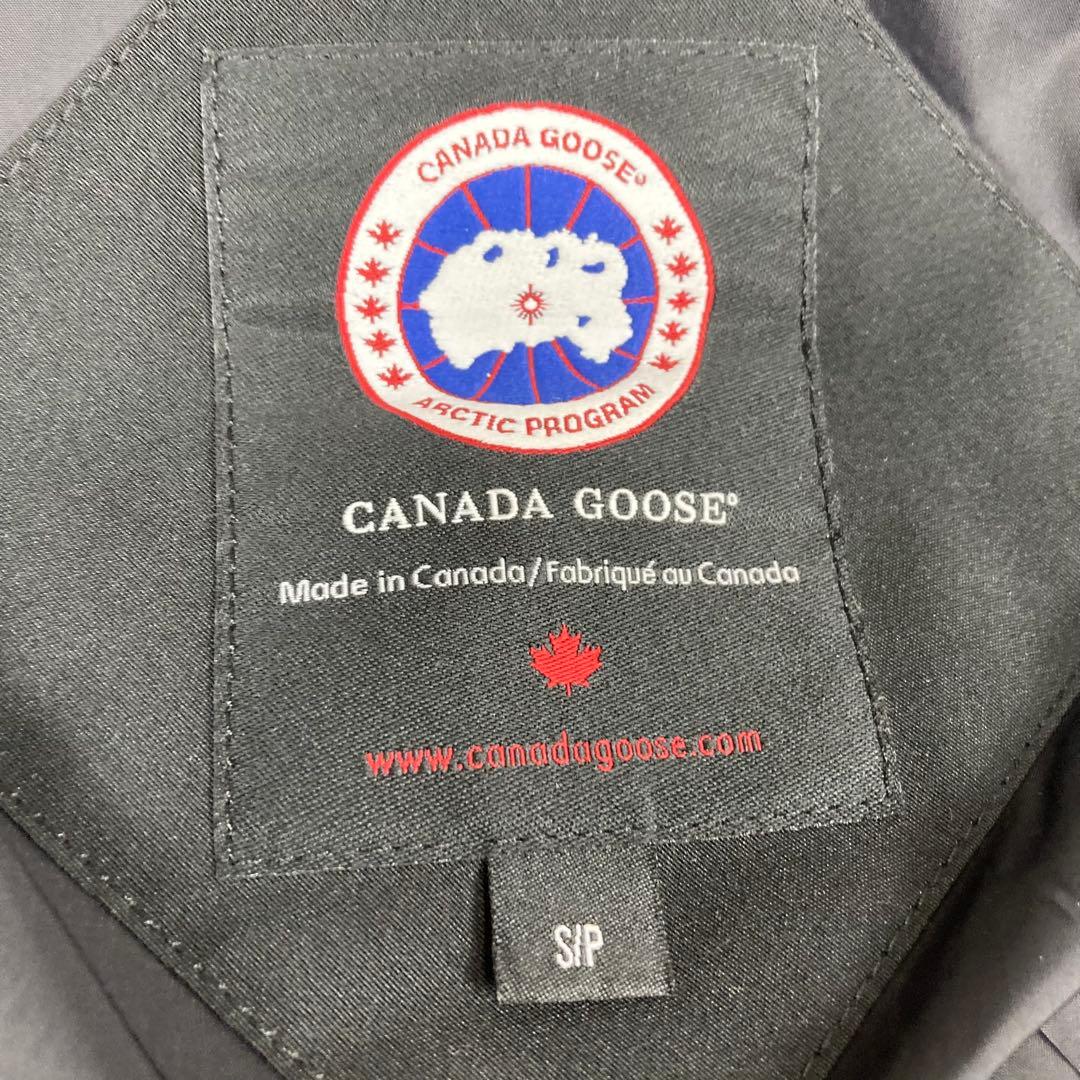 CANADA GOOSE®
ARCTIC PROGRAM
CANADA GOOSE®
Made in Canada/Fabriqué au Canada
www.canadagoose.com
S/P